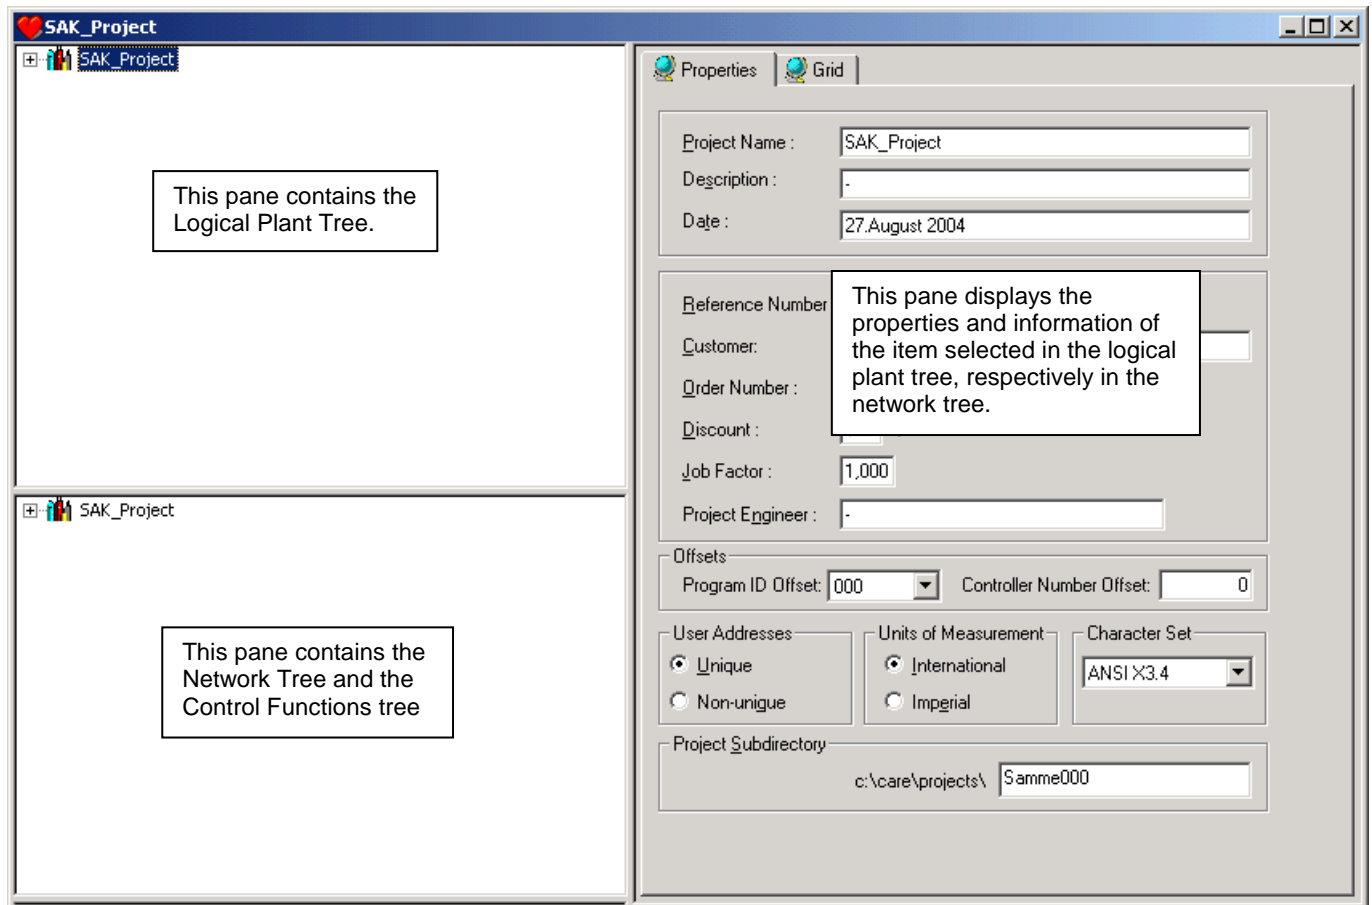 SAK_Project
SAK_Project
This pane contains the
Logical Plant Tree.
SAK_Project
This pane contains the
Network Tree and the
Control Functions tree
Properties
Grid
Project Name :
SAK_Project
Description :
-
Date :
27.August 2004
Reference Number
Customer:
Order Number :
Discount :
This pane displays the
properties and information of
the item selected in the logical
plant tree, respectively in the
network tree.
Job Factor :
1,000
Project Engineer :
-
Offsets
Program ID Offset:
000
Controller Number Offset:
0
User Addresses
Unique
Non-unique
Units of Measurement
International
Imperial
Character Set
ANSI X3.4
Project Subdirectory
c:\care\projects\
Samme000